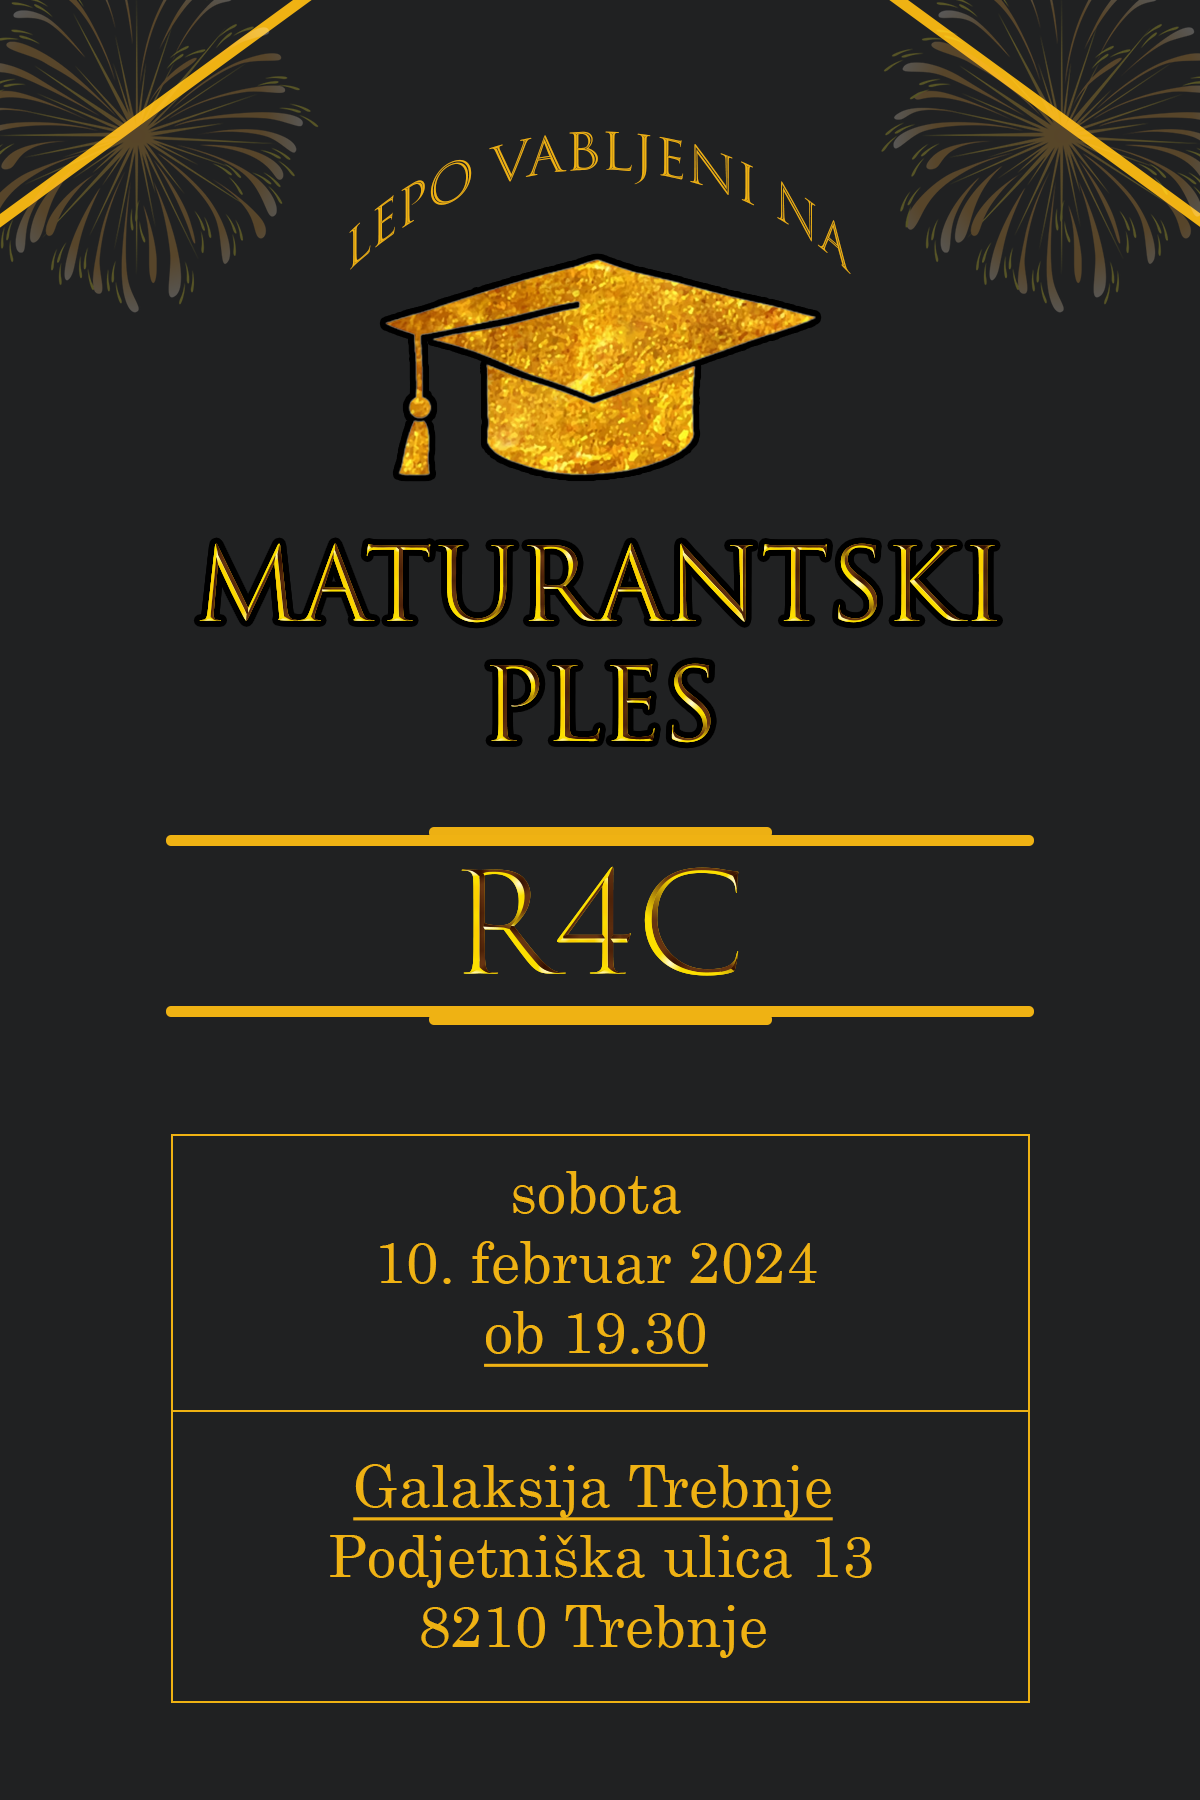 LEPO VABLJENI NA
MATURANTSKI
PLES
R4C
sobota
10. februar 2024
ob 19.30
Galaksija Trebnje
Podjetniška ulica 13
8210 Trebnje